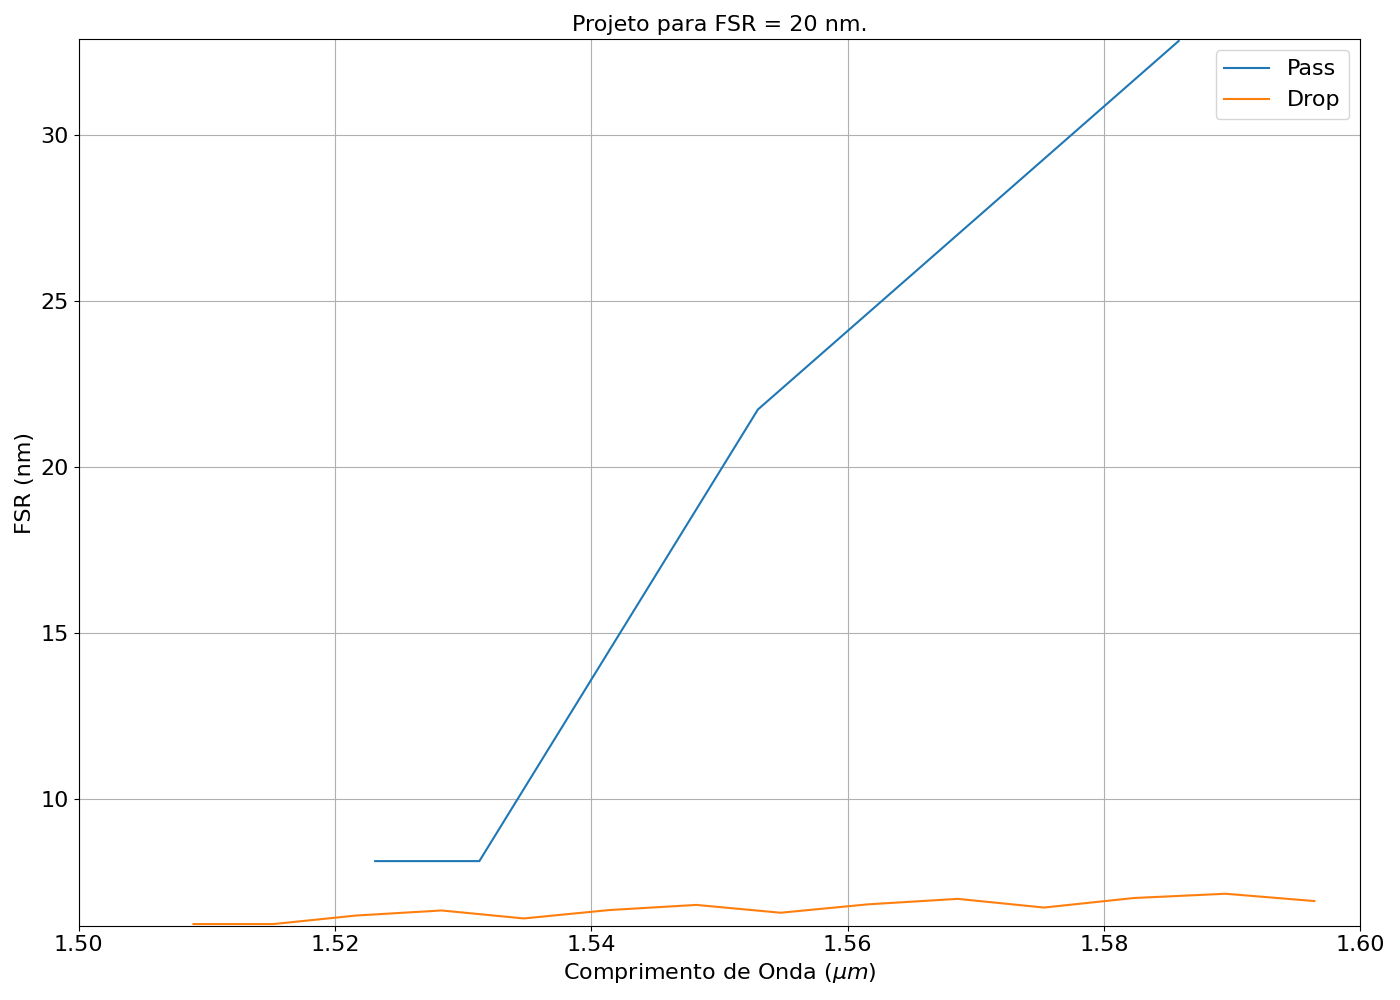 Projeto para FSR = 20 nm.
Pass
Drop
30
25
20
15
10
FSR (nm)
1.50 1.52 1.54 1.56 1.58 1.60
Comprimento de Onda (μm)